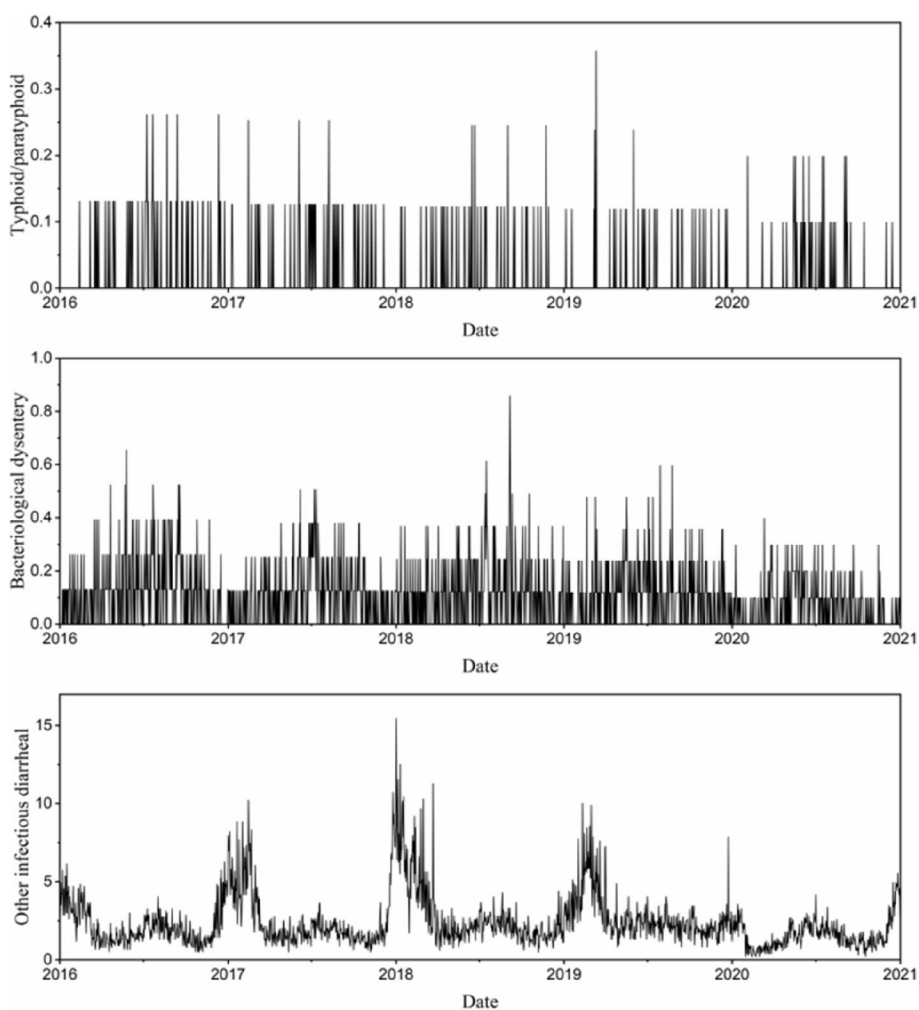 0.4
0.3
0.2
0.1
0.0
Typhoid/paratyphoid
2016 2017 2018 2019 2020 2021
Date
1.0
0.8
0.6
0.4
0.2
0.0
Bacteriological dysentery
2016 2017 2018 2019 2020 2021
Date
15
10
5
0
Other infectious diarrheal
2016 2017 2018 2019 2020 2021
Date